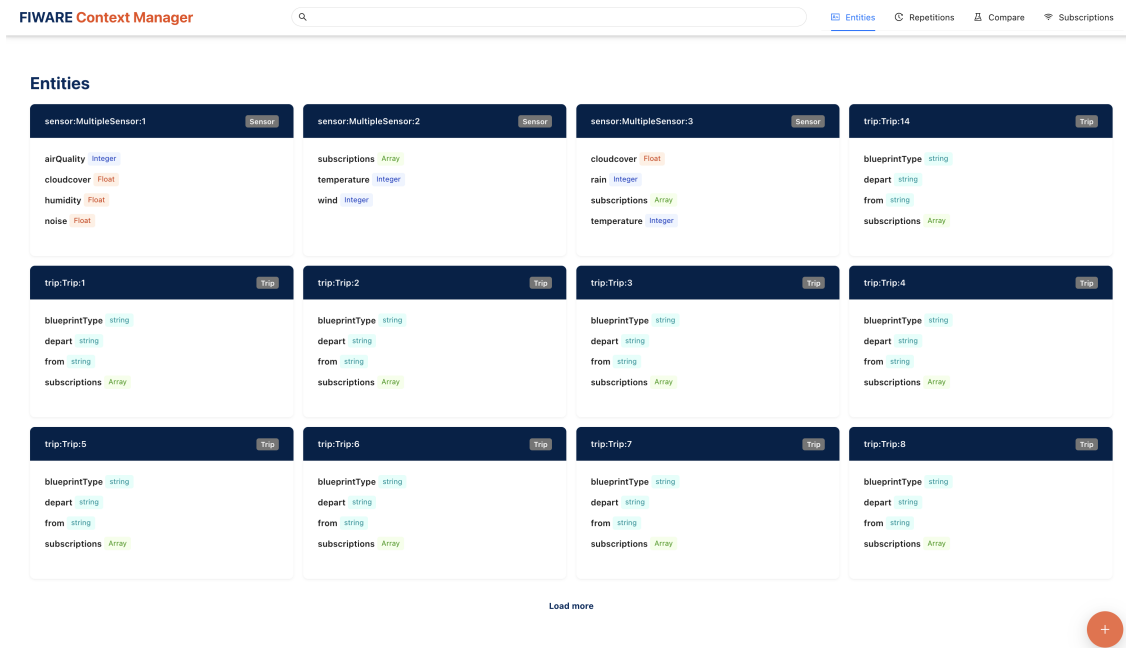 FIWARE Context Manager
Entities
Repetitions
Compare
Subscriptions
Entities
sensor:MultipleSensor:1 Sensor
airQuality Integer
cloudcover Float
humidity Float
noise Float
sensor:MultipleSensor:2 Sensor
subscriptions Array
temperature Integer
wind Integer
sensor:MultipleSensor:3 Sensor
cloudcover Float
rain Integer
subscriptions Array
temperature Integer
trip:Trip:14 Trip
blueprintType string
depart string
from string
subscriptions Array
trip:Trip:1 Trip
blueprintType string
depart string
from string
subscriptions Array
trip:Trip:2 Trip
blueprintType string
depart string
from string
subscriptions Array
trip:Trip:3 Trip
blueprintType string
depart string
from string
subscriptions Array
trip:Trip:4 Trip
blueprintType string
depart string
from string
subscriptions Array
trip:Trip:5 Trip
blueprintType string
depart string
from string
subscriptions Array
trip:Trip:6 Trip
blueprintType string
depart string
from string
subscriptions Array
trip:Trip:7 Trip
blueprintType string
depart string
from string
subscriptions Array
trip:Trip:8 Trip
blueprintType string
depart string
from string
subscriptions Array
Load more
+